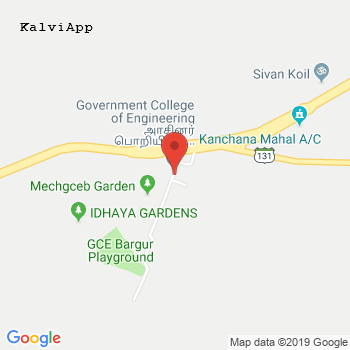 KalviApp
Sivan Koil
Government College
of Engineering
அரசினர்
பொறியியல்...
Kanchana Mahal A/C
131
Mechgceb Garden
IDHAYA GARDENS
GCE Bargur
Playground
Google
Map data ©2019 Google